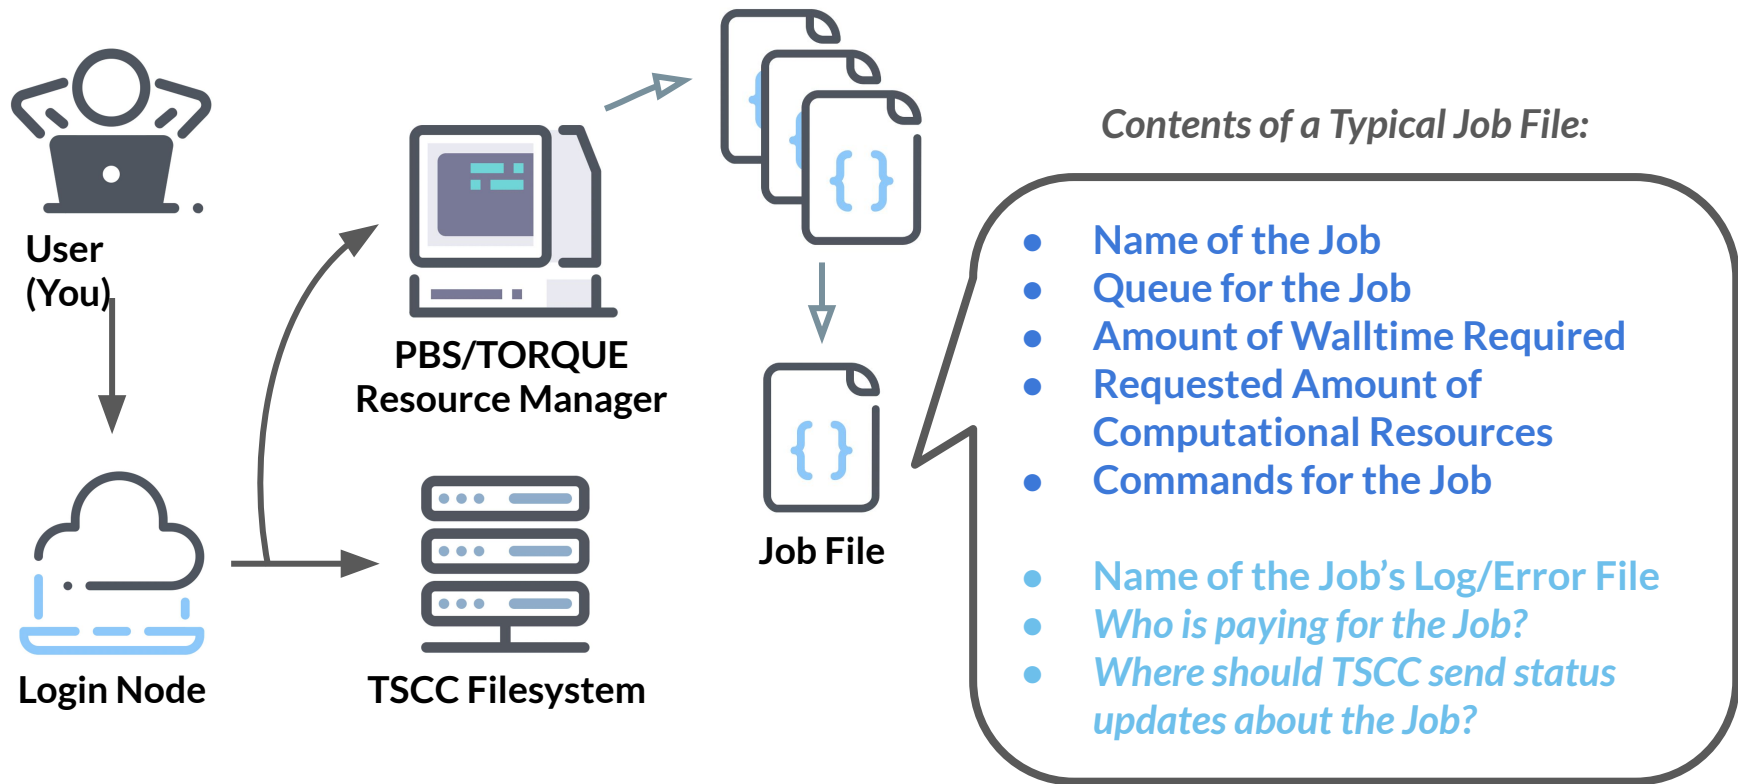 Contents of a Typical Job File:
User
(You)
PBS/TORQUE
Resource Manager
Login Node
TSCC Filesystem
Job File
● Name of the Job
● Queue for the Job
● Amount of Walltime Required
● Requested Amount of
Computational Resources
● Commands for the Job
● Name of the Job’s Log/Error File
● Who is paying for the Job?
● Where should TSCC send status
updates about the Job?